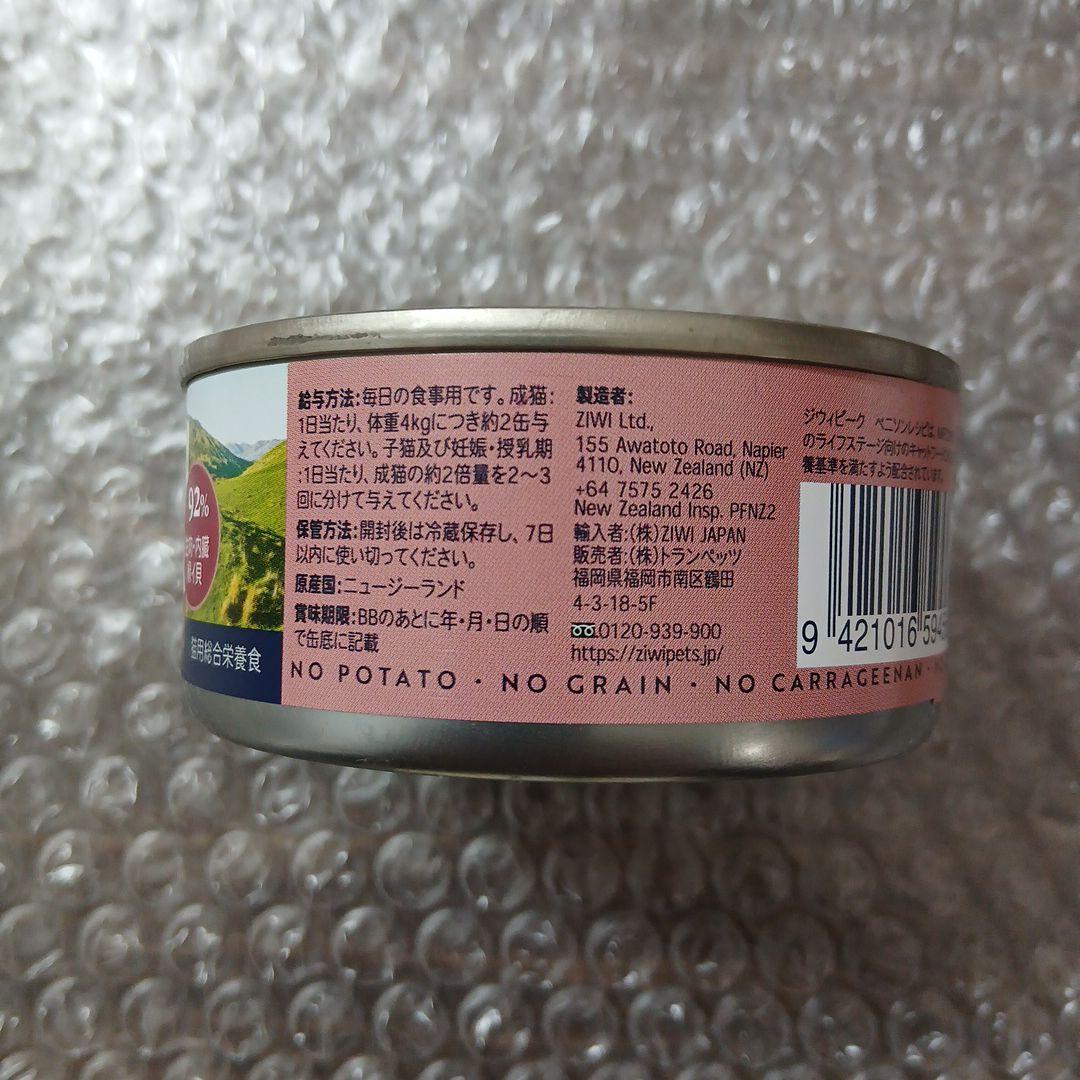 92%
内臓
猫用総合栄養食
給与方法:毎日の食事用です。成猫:
1日当たり、体重4kgにつき約2缶与
えてください。子猫及び妊娠・授乳期
:1日当たり、成猫の約2倍量を2〜3
回に分けて与えてください。
保管方法:開封後は冷蔵保存し、7日
以内に使い切ってください。
原産国:ニュージーランド
賞味期限:BBのあとに年・月・日の順
で缶底に記載
製造者:
ZIWI Ltd.,
155 Awatoto Road, Napier
4110, New Zealand (NZ)
+64 7575 2426
New Zealand Insp. PFNZ2
輸入者:(株)ZIWI JAPAN
販売者:(株)トランペッツ
福岡県福岡市南区鶴田
4-3-18-5F
0120-939-900
https://ziwipets.jp/
ジウィピーク ベニソンレシピは、
のライフステージ向けのキャットフード
養基準を満たすよう配合されています。
9 421016 594
NO POTATO · NO GRAIN · NO CARRAGEENAN ·